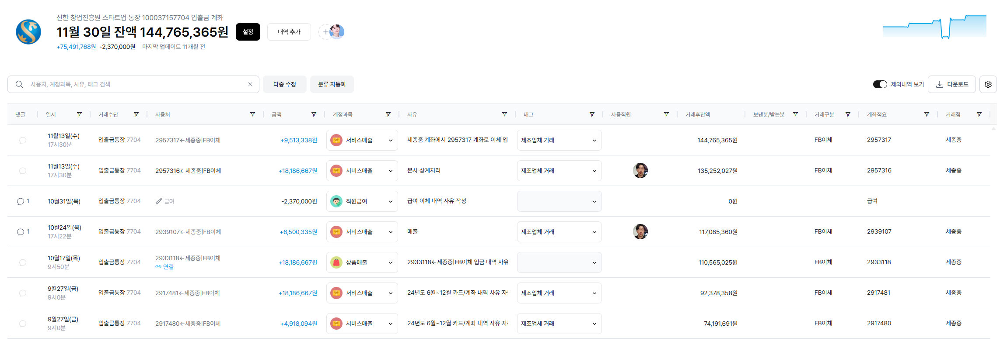 신한 창업진흥원 스타트업 통장 100037157704 입출금 계좌
11월 30일 잔액 144,765,365원 설정 내역 추가
+75,491,768원 -2,370,000원 마지막 업데이트 11개월 전
사용처, 계정과목, 사유, 태그 검색 다중 수정 분류 자동화 제외내역 보기 다운로드
댓글 일시 거래수단 사용처 금액 계정과목 사유 태그 사용직원 거래후잔액 보낸분/받는분 거래구분 계좌적요 거래점
11월13일(수)
17시30분 입출금통장 7704 2957317←세종중|FB이체 +9,513,338원 서비스매출 세종중 계좌에서 2957317 계좌로 이체 입 제조업체 거래 144,765,365원 FB이체 2957317 세종중
11월13일(수)
17시30분 입출금통장 7704 2957316←세종중|FB이체 +18,186,667원 서비스매출 본사 상계처리 제조업체 거래 135,252,027원 FB이체 2957316 세종중
1 10월31일(목) 입출금통장 7704 급여 -2,370,000원 직원급여 급여 이체 내역 사유 작성 0원 급여
10월24일(목)
1 17시22분 입출금통장 7704 2939107←세종중|FB이체 +6,500,335원 서비스매출 매출 제조업체 거래 117,065,360원 FB이체 2939107 세종중
10월17일(목) 2933118←세종중|FB이체
9시50분 입출금통장 7704 연결 +18,186,667원 상품매출 2933118←세종중|FB이체 입금 내역 사유 110,565,025원 FB이체 2933118 세종중
9월27일(금)
9시0분 입출금통장 7704 2917481←세종중|FB이체 +18,186,667원 서비스매출 24년도 6월~12월 카드/계좌 내역 사유 자 제조업체 거래 92,378,358원 FB이체 2917481 세종중
9월27일(금)
9시0분 입출금통장 7704 2917480←세종중|FB이체 +4,918,094원 서비스매출 24년도 6월~12월 카드/계좌 내역 사유 자 제조업체 거래 74,191,691원 FB이체 2917480 세종중